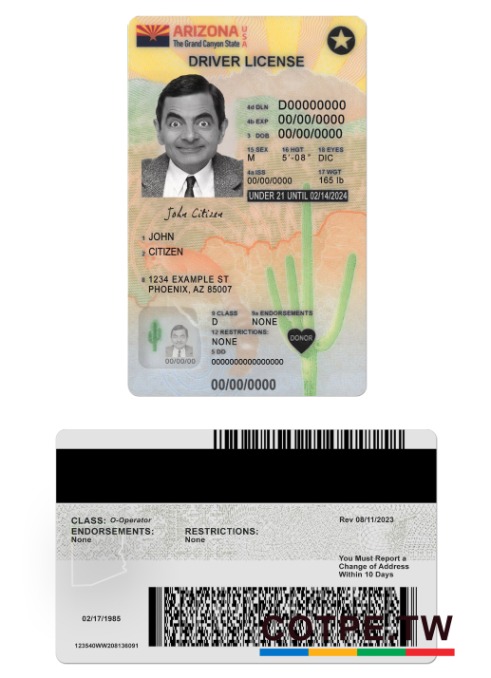 ARIZONA USA
The Grand Canyon State
DRIVER LICENSE
4d DLN D00000000
4b EXP 00/00/0000
3 DOB 00/00/0000
15 SEX 16 HGT 18 EYES
M 5'-08" DIC
4a ISS 17 WGT
00/00/0000 165 lb
UNDER 21 UNTIL 02/14/2024
John Citizen
1 JOHN
2 CITIZEN
8 1234 EXAMPLE ST
PHOENIX, AZ 85007
9 CLASS 9a ENDORSEMENTS:
D NONE
12 RESTRICTIONS:
NONE
5 DD
0000000000000000
00/00/00
DONOR
00/00/0000
CLASS: O-Operator
ENDORSEMENTS: RESTRICTIONS:
None None
Rev 08/11/2023
You Must Report a
Change of Address
Within 10 Days
02/17/1985
123540WW208138091
COTPE.TW